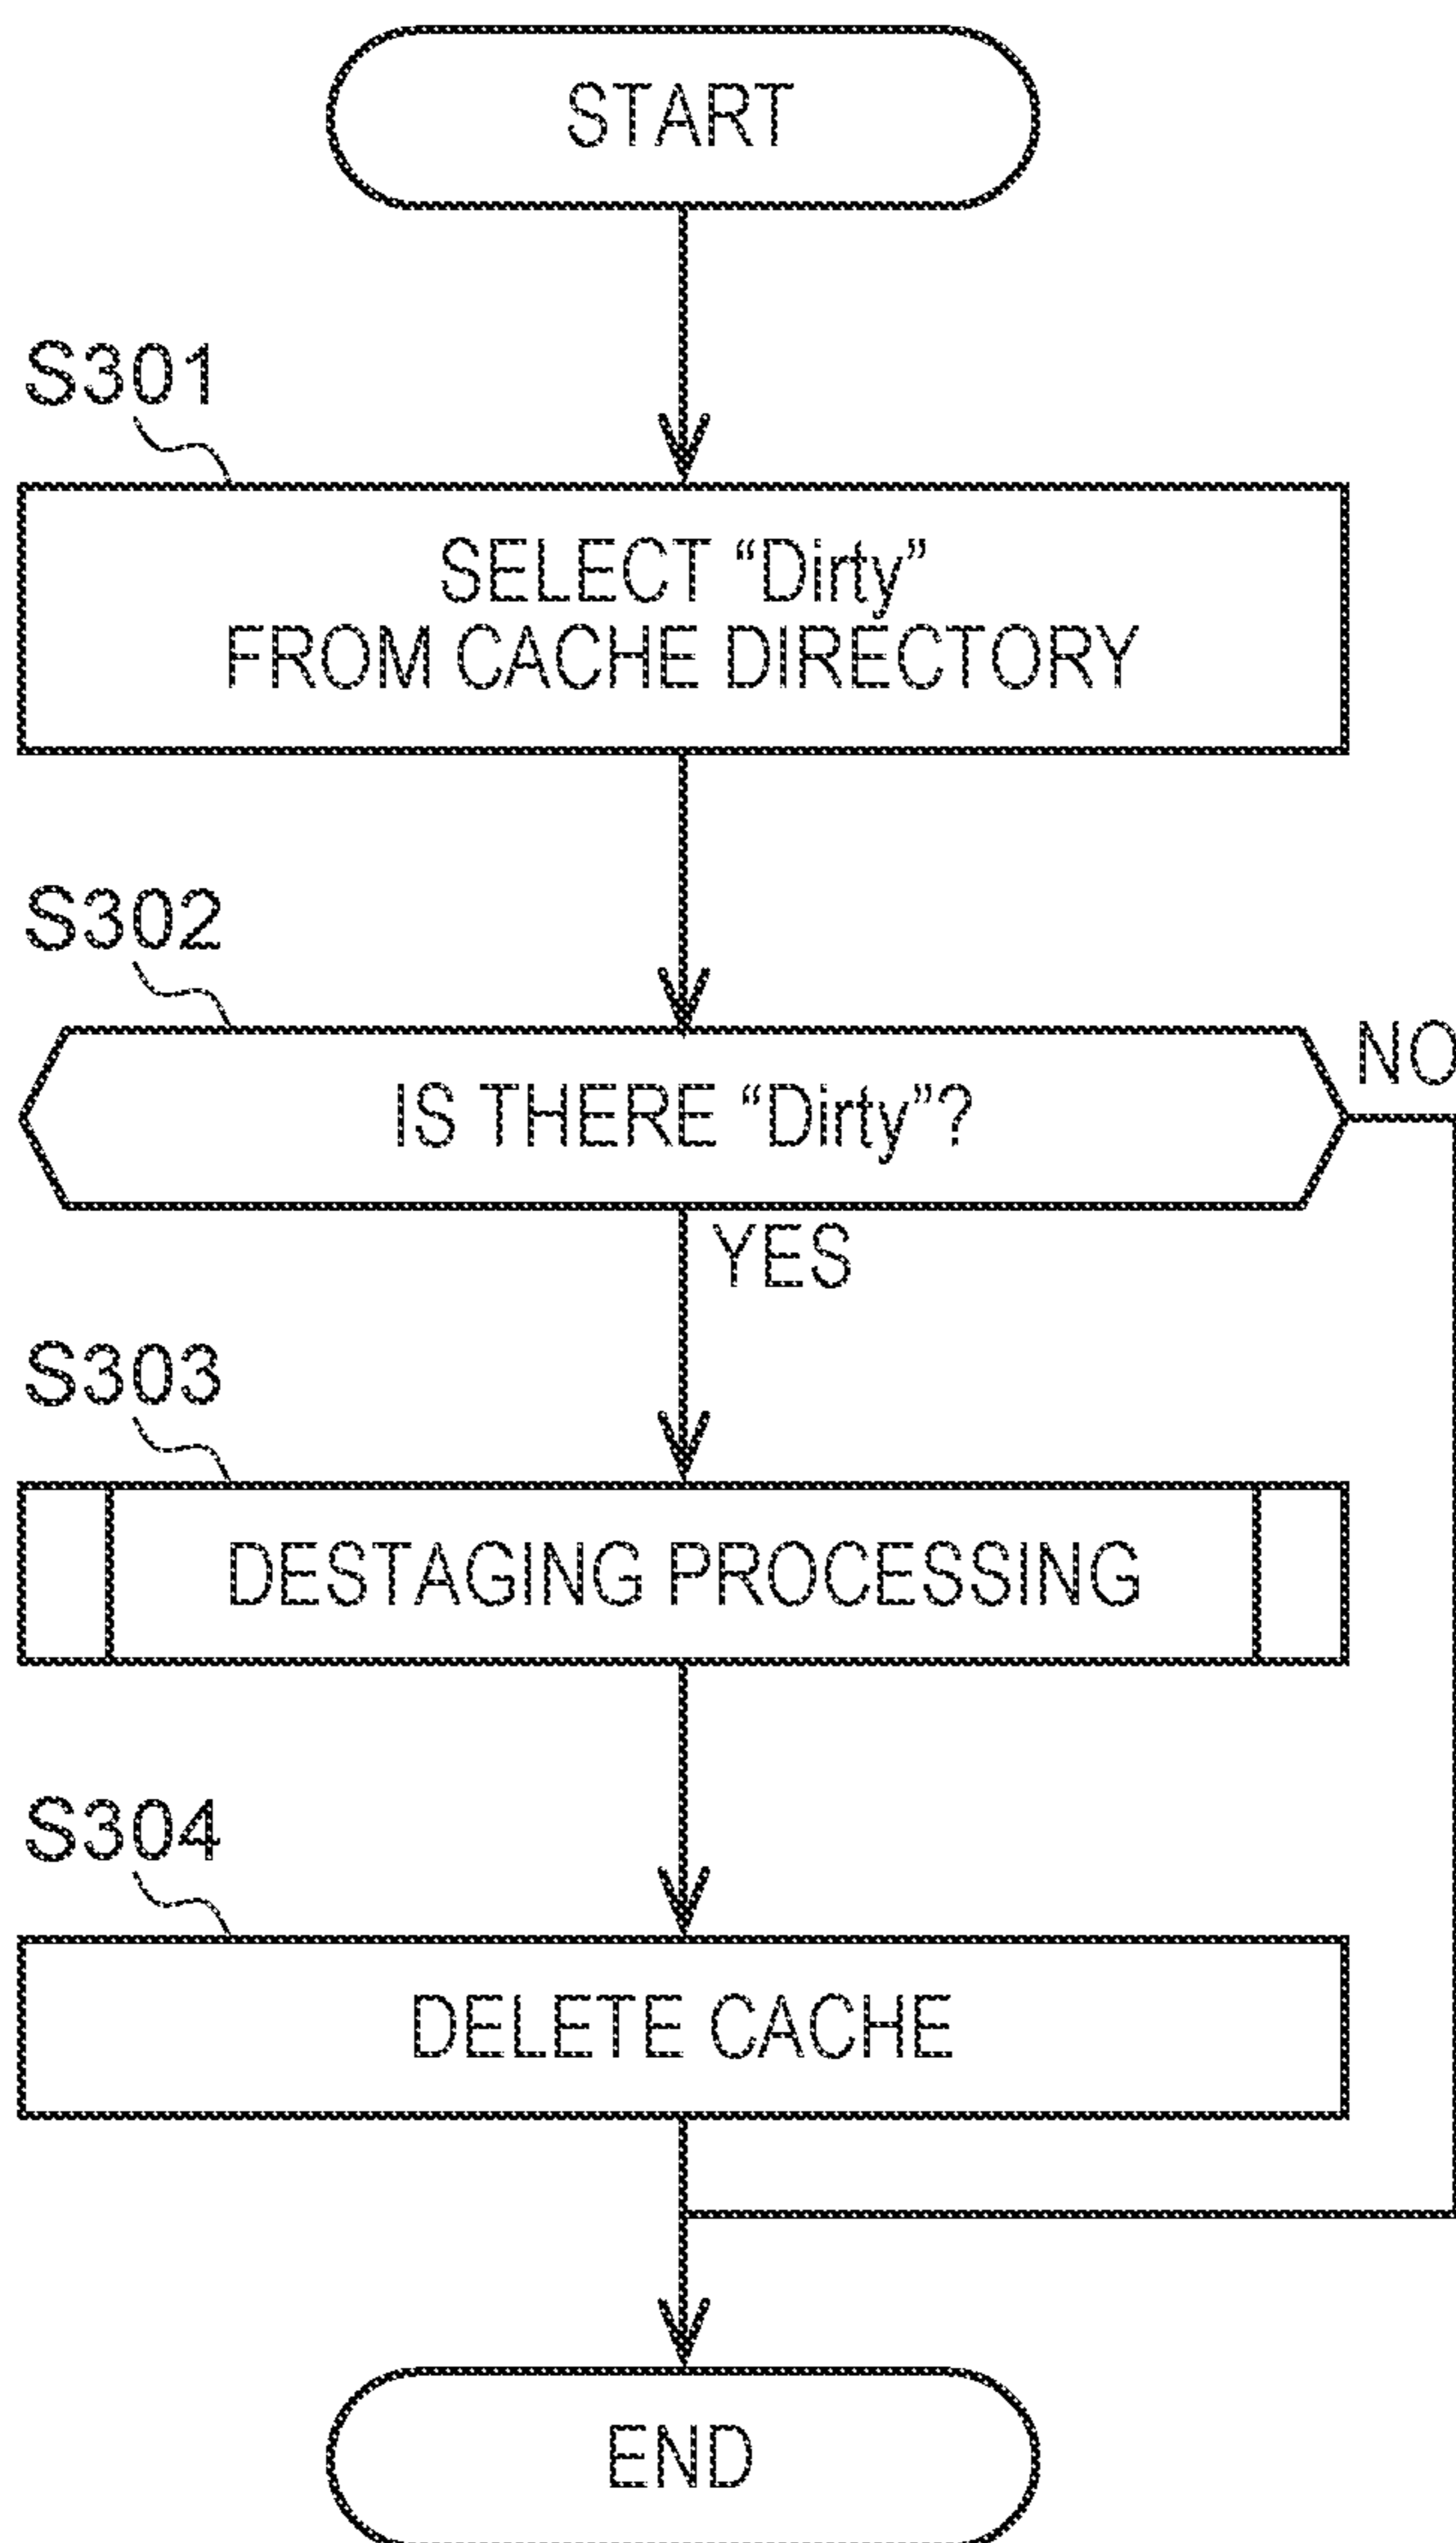 START
S301
SELECT “Dirty”
FROM CACHE DIRECTORY
S302
IS THERE “Dirty”?
NO
YES
S303
DESTAGING PROCESSING
S304
DELETE CACHE
END